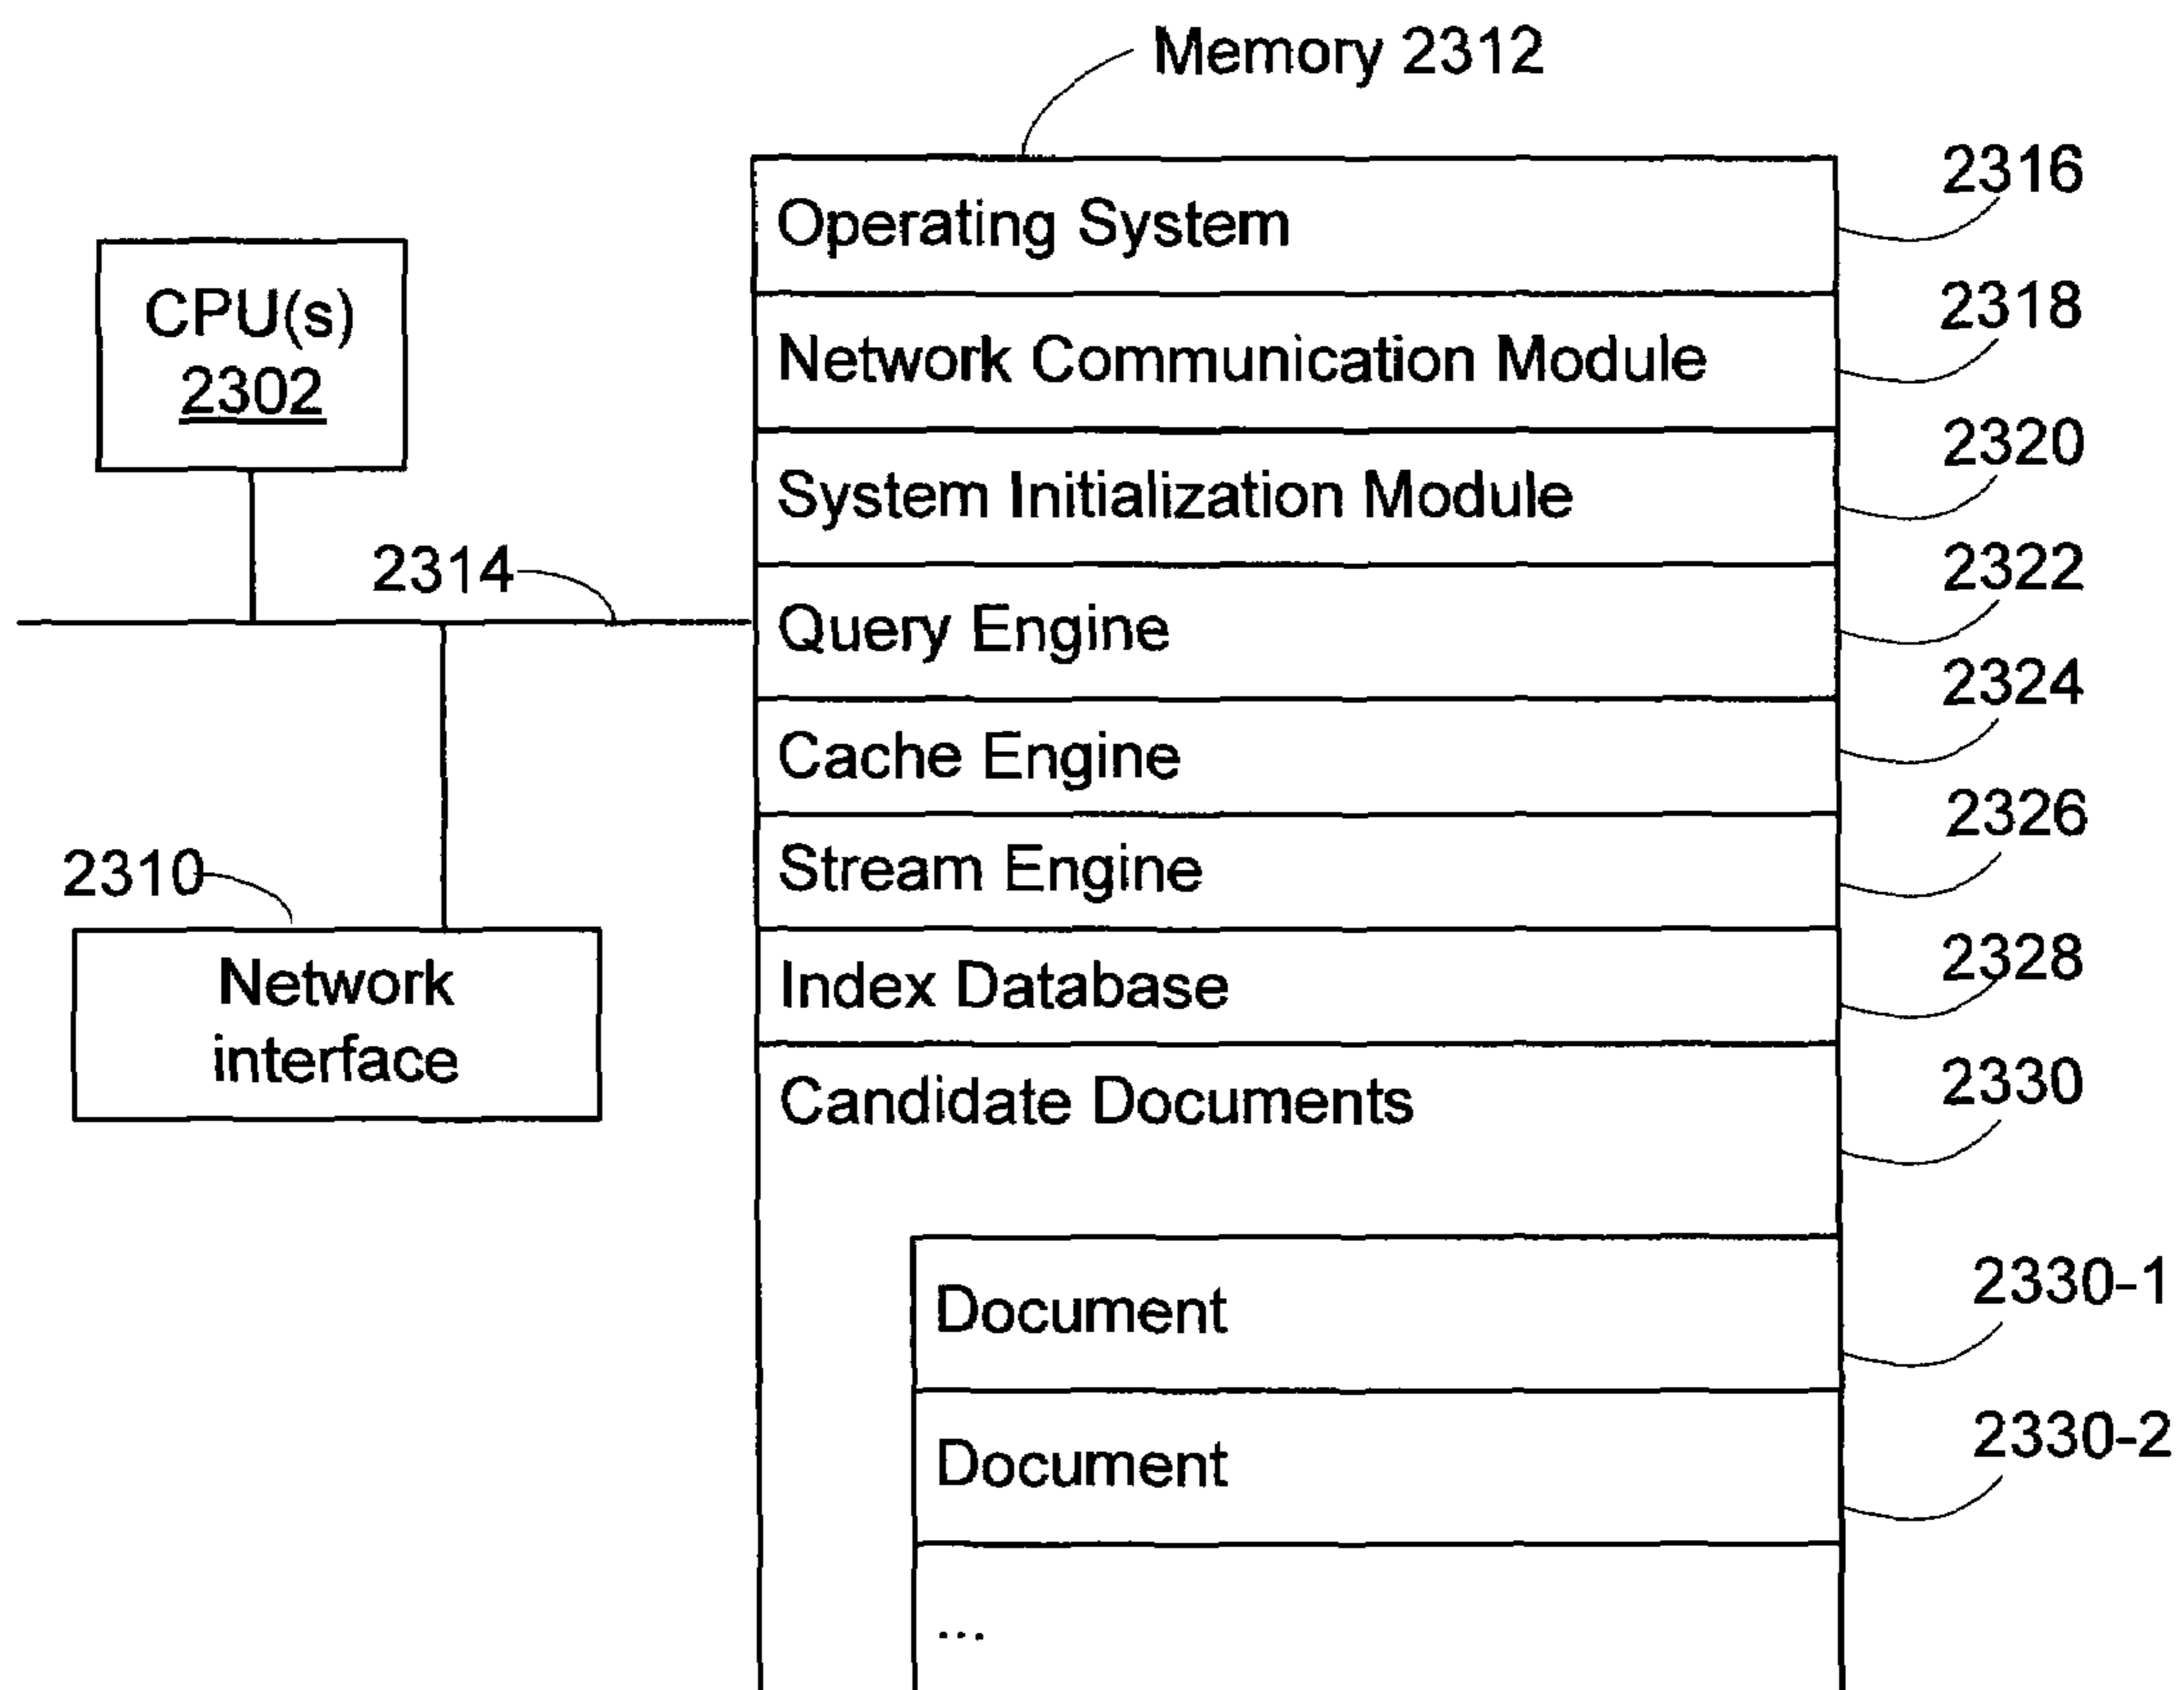 Memory 2312
Operating System
2316
CPU(s)
2302
Network Communication Module
2318
System Initialization Module
2320
2314
Query Engine
2322
Cache Engine
2324
Stream Engine
2326
2310
Network
interface
Index Database
2328
Candidate Documents
2330
Document
2330-1
Document
2330-2
...